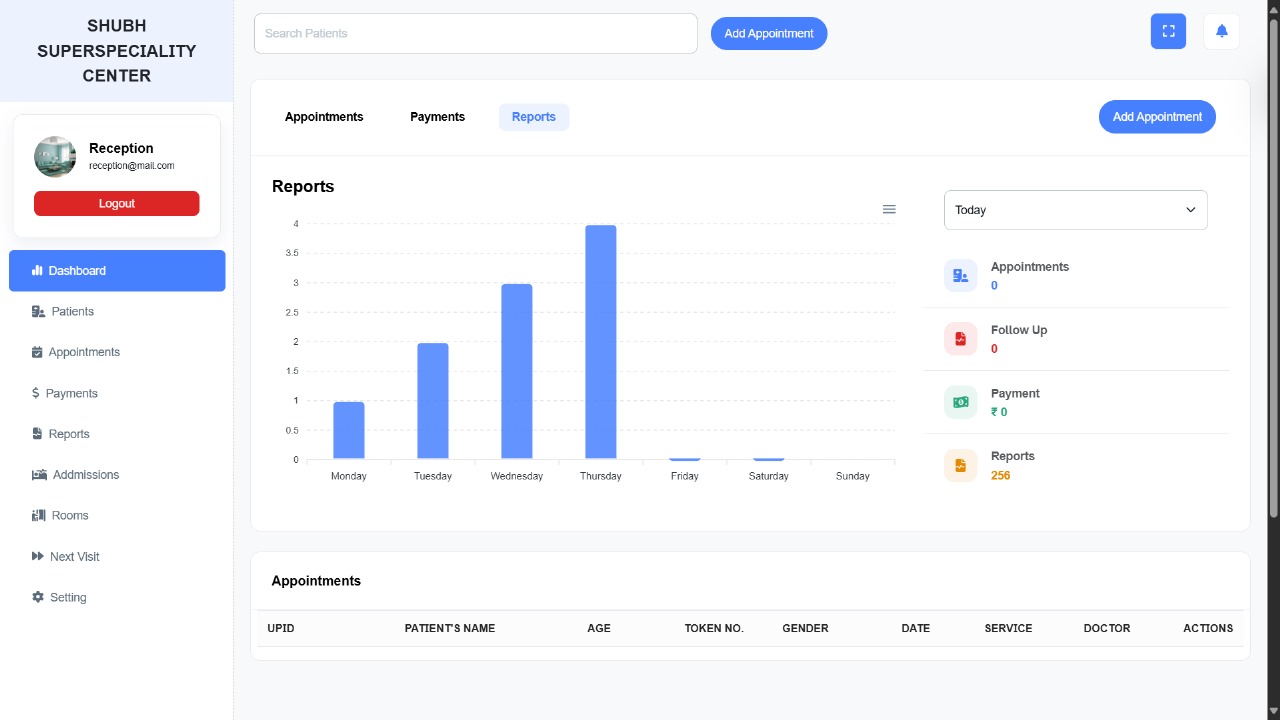 SHUBH
SUPERSPECIALITY
CENTER
Search Patients
Add Appointment
Reception
reception@mail.com
Logout
Dashboard
Patients
Appointments
Payments
Reports
Addmissions
Rooms
Next Visit
Setting
Appointments Payments Reports
Add Appointment
Reports
4
3.5
3
2.5
2
1.5
1
0.5
0
Monday Tuesday Wednesday Thursday Friday Saturday Sunday
Today
Appointments
0
Follow Up
0
Payment
₹ 0
Reports
256
Appointments
UPID PATIENT'S NAME AGE TOKEN NO. GENDER DATE SERVICE DOCTOR ACTIONS